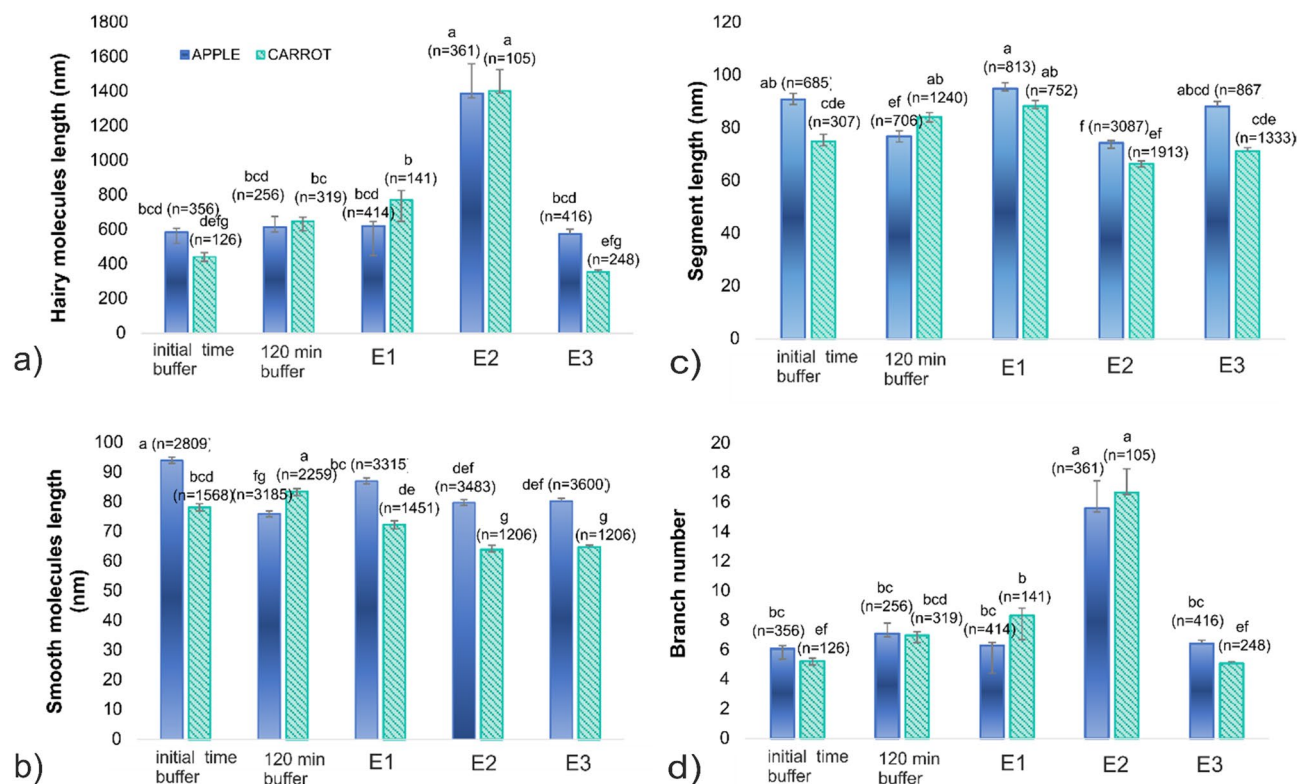 Hairy molecules length (nm)
1800
1600
1400
1200
1000
800
600
400
200
0
APPLE
CARROT
bcd (n=356)
defg
(n=126)
bcd
(n=256)
bc
(n=319)
bcd
(n=414)
b
(n=141)
a
(n=361)
a
(n=105)
bcd
(n=416)
efg
(n=248)
initial time
buffer
120 min
buffer
E1
E2
E3
a)
Segment length (nm)
120
100
80
60
40
20
0
ab (n=685)
cde
(n=307)
ef
(n=706)
ab
(n=1240)
a
(n=813)
ab
(n=752)
f (n=3087)
ef
(n=1913)
abcd (n=867
cde
(n=1333)
initial time
buffer
120 min
buffer
E1
E2
E3
c)
Smooth molecules length
(nm)
100
90
80
70
60
50
40
30
20
10
0
a (n=2809)
bcd
(n=1568)
fg
(n=3185)
a
(n=2259)
bc (n=3315)
de
(n=1451)
def
(n=3483)
g
(n=1206)
def (n=3600)
g
(n=1206)
initial time
buffer
120 min
buffer
E1
E2
E3
b)
Branch number
20
18
16
14
12
10
8
6
4
2
0
bc
(n=356)
ef
(n=126)
bc
(n=256)
bcd
(n=319)
bc
(n=414)
b
(n=141)
a
(n=361)
a
(n=105)
bc
(n=416)
ef
(n=248)
initial time
buffer
120 min
buffer
E1
E2
E3
d)